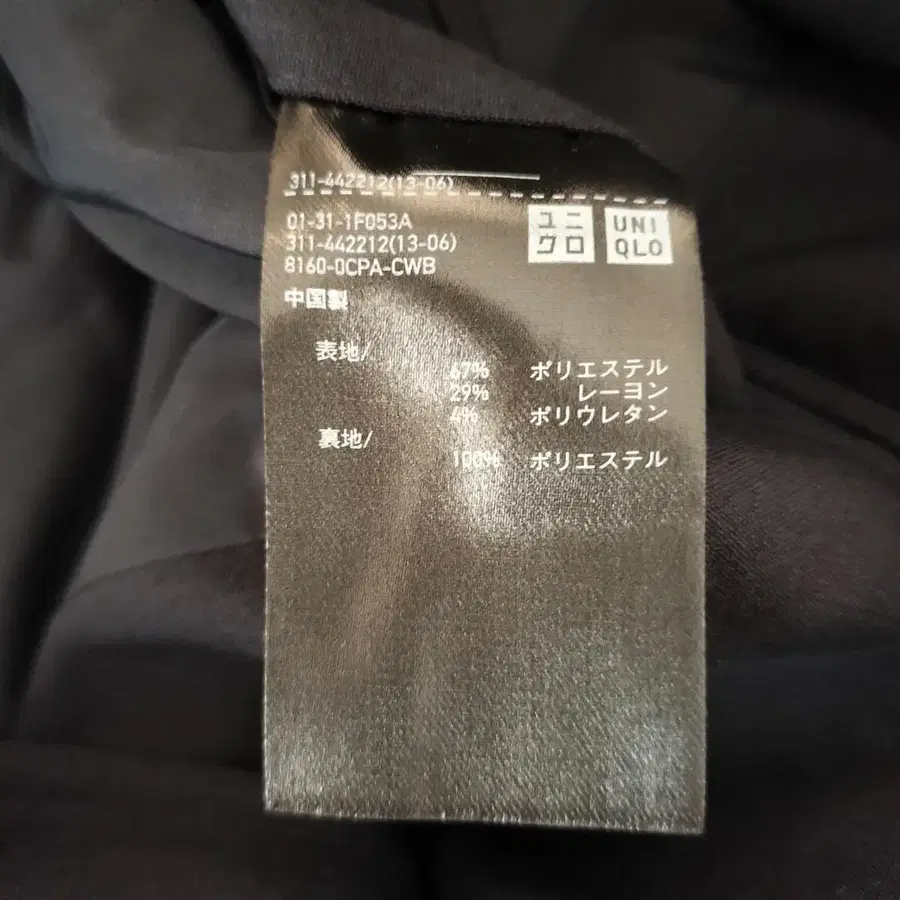 311-442212(13-06)
01-31-1F053A
311-442212(13-06)
8160-0CPA-CWB
ユニ
クロ
UNI
QLO
中国製
表地/
67% ポリエステル
29% レーヨン
4% ポリウレタン
裏地/
100% ポリエステル